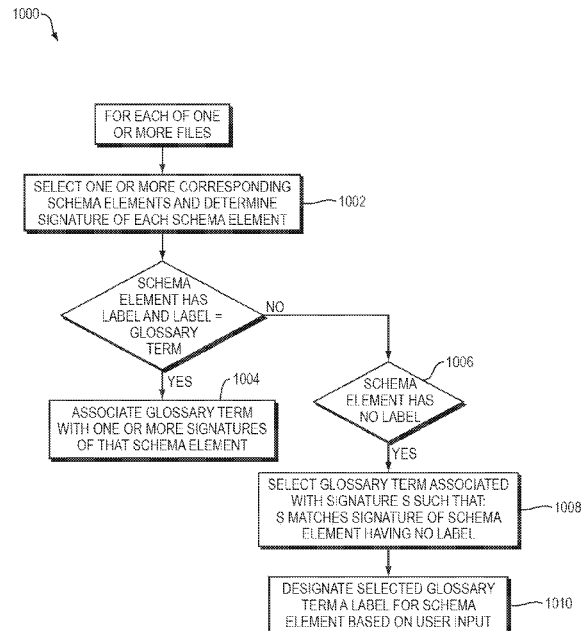 1000
FOR EACH OF ONE
OR MORE FILES
SELECT ONE OR MORE CORRESPONDING
SCHEMA ELEMENTS AND DETERMINE
SIGNATURE OF EACH SCHEMA ELEMENT
1002
SCHEMA
ELEMENT HAS
LABEL AND LABEL =
GLOSSARY
TERM
NO
YES
1004
ASSOCIATE GLOSSARY TERM
WITH ONE OR MORE SIGNATURES
OF THAT SCHEMA ELEMENT
1006
SCHEMA
ELEMENT HAS
NO LABEL
YES
SELECT GLOSSARY TERM ASSOCIATED
WITH SIGNATURE S SUCH THAT:
S MATCHES SIGNATURE OF SCHEMA
ELEMENT HAVING NO LABEL
1008
DESIGNATE SELECTED GLOSSARY
TERM A LABEL FOR SCHEMA
ELEMENT BASED ON USER INPUT
1010